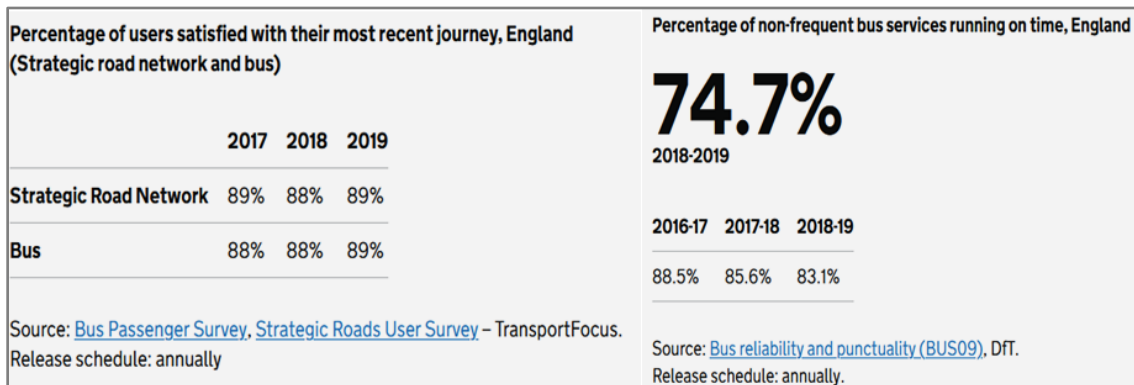 Percentage of users satisfied with their most recent journey, England
(Strategic road network and bus)
2017 2018 2019
Strategic Road Network 89% 88% 89%
Bus 88% 88% 89%
Source: Bus Passenger Survey, Strategic Roads User Survey – TransportFocus.
Release schedule: annually
Percentage of non-frequent bus services running on time, England
74.7%
2018-2019
2016-17 2017-18 2018-19
88.5% 85.6% 83.1%
Source: Bus reliability and punctuality (BUS09), DfT.
Release schedule: annually.